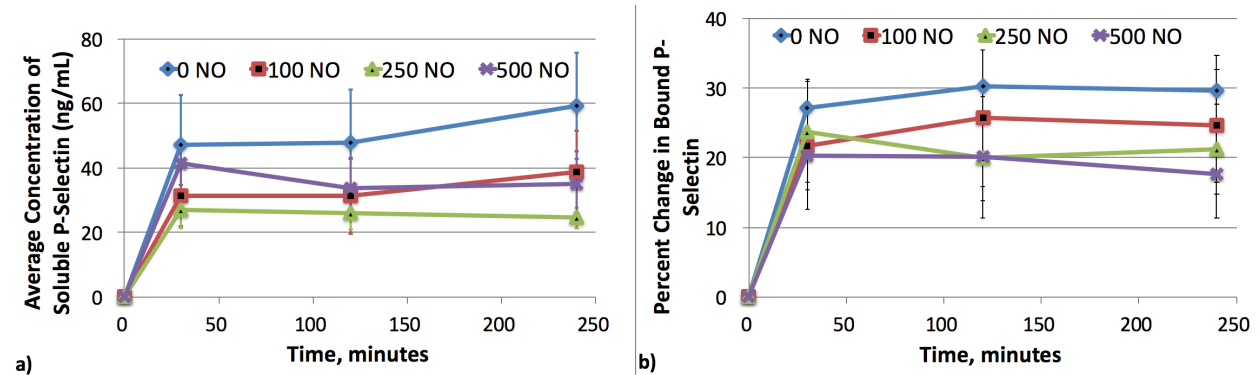 80
60
40
20
0
0 NO 100 NO 250 NO 500 NO
0 50 100 150 200 250
Average Concentration of
Soluble P-Selectin (ng/mL)
Time, minutes
a)
40
30
20
10
0
0 NO 100 NO 250 NO 500 NO
0 50 100 150 200 250
Percent Change in Bound P-
Selectin
Time, minutes
b)